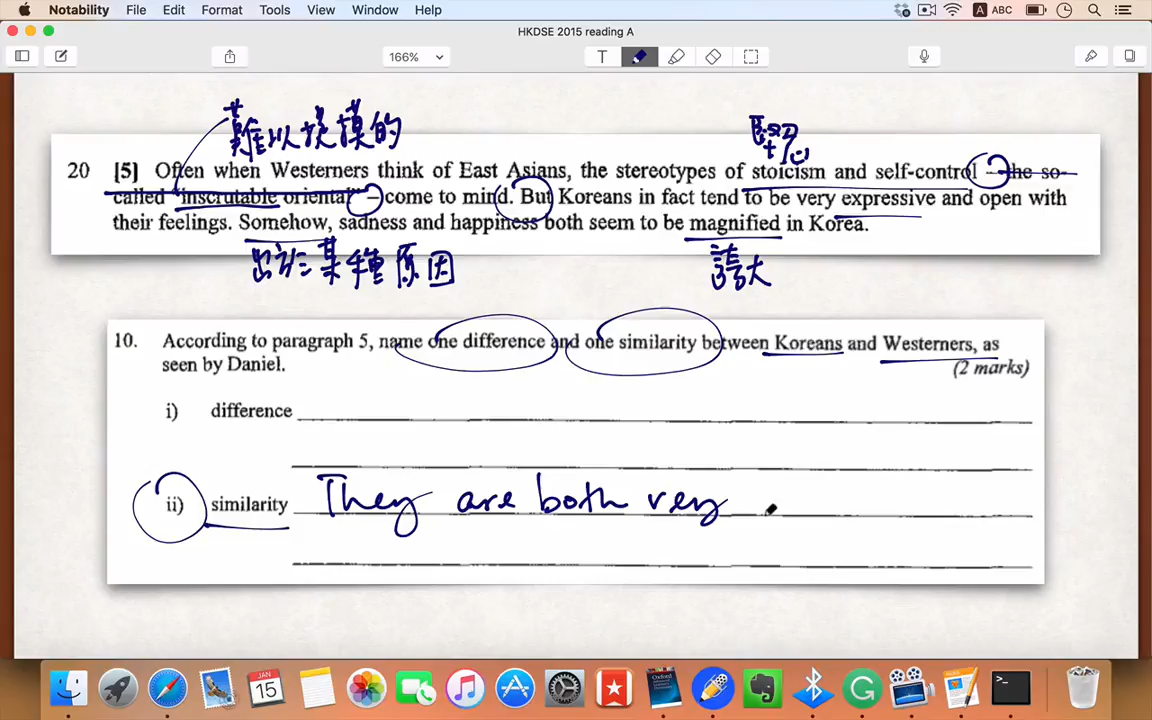 Notability File Edit Format Tools View Window Help
A ABC
HKDSE 2015 reading A
166%
T
難以捉摸的
20 [5] Often when Westerners think of East Asians, the stereotypes of stoicism and self-control – the so-
called "inscrutable oriental" – come to mind. But Koreans in fact tend to be very expressive and open with
their feelings. Somehow, sadness and happiness both seem to be magnified in Korea.
出於某種原因
誇大
10. According to paragraph 5, name one difference and one similarity between Koreans and Westerners, as
seen by Daniel.
(2 marks)
i) difference
ii) similarity They are both very
JAN
15
Oxford